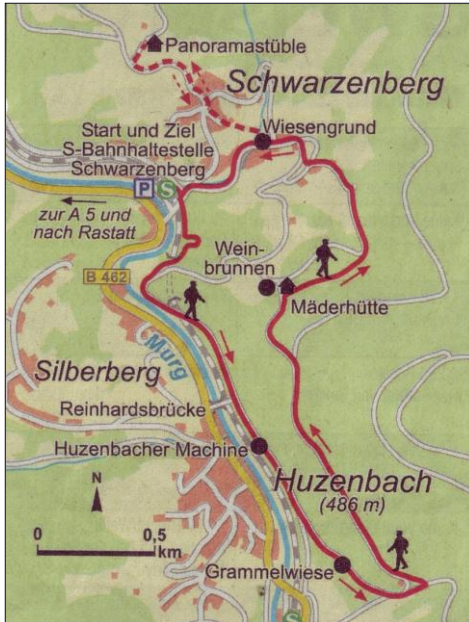 Panoramastüble
Schwarzenberg
Start und Ziel
S-Bahnhaltestelle
Schwarzenberg
Wiesengrund
P S
zur A 5 und
nach Rastatt
Wein-
brunnen
B 462
Mäderhütte
Murg
Silberberg
Reinhardsbrücke
Huzenbacher Machine
Huzenbach
(486 m)
N
0 0,5
km
Grammelwiese
S